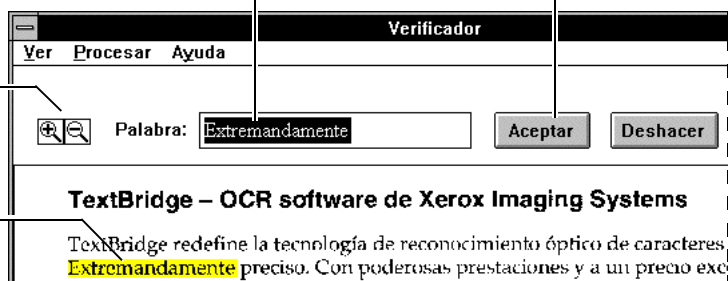 Verificador
Ver Procesar Ayuda
Palabra: Extremandamente Aceptar Deshacer
TextBridge – OCR software de Xerox Imaging Systems
TextBridge redefine la tecnología de reconocimiento óptico de caracteres
Extremandamente preciso. Con poderosas prestaciones y a un precio exc